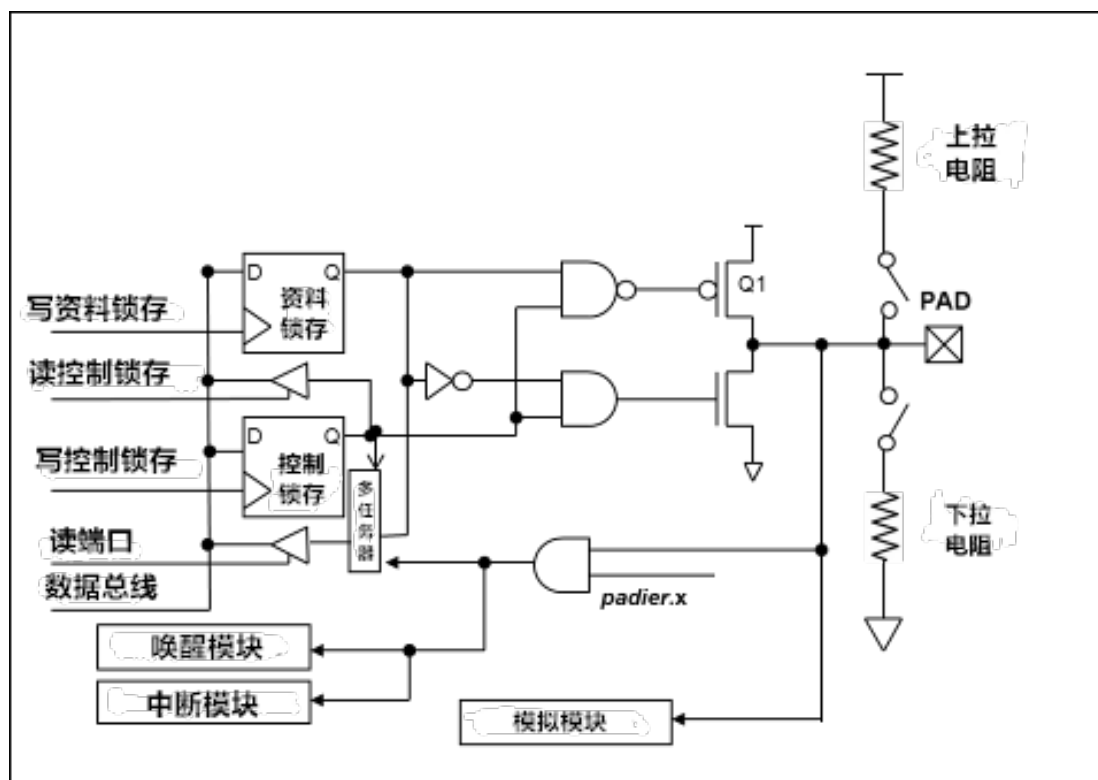 上拉
电阻
D
Q
资料
锁存
Q1
PAD
写资料锁存
读控制锁存
D
Q
控制
锁存
写控制锁存
多任务器
下拉
电阻
读端口
数据总线
padier.x
唤醒模块
中断模块
模拟模块